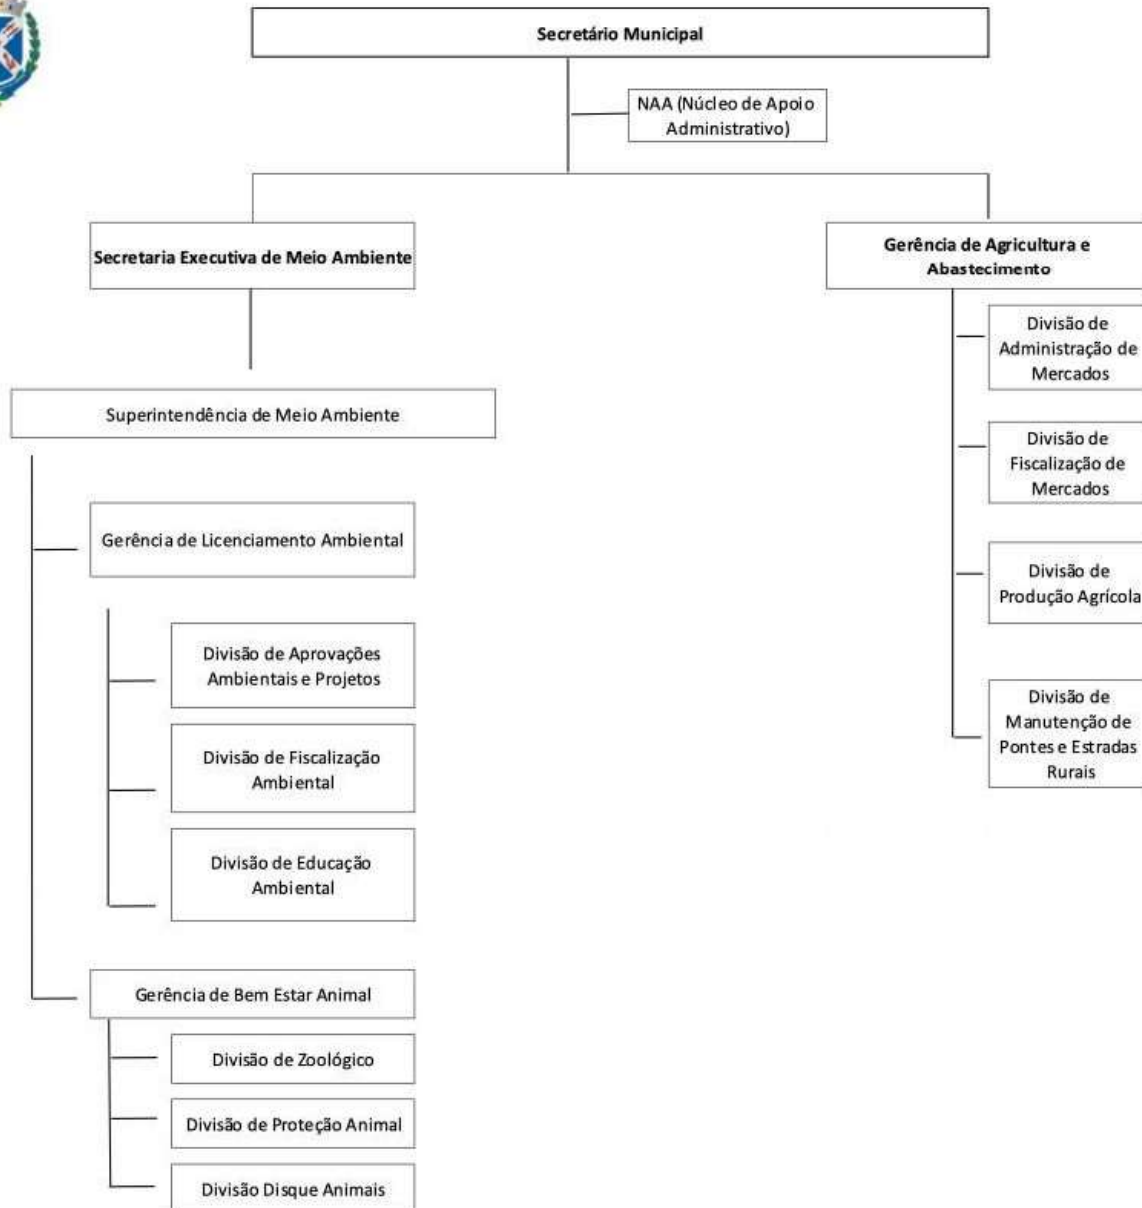 Secretário Municipal
NAA (Núcleo de Apoio
Administrativo)
Secretaria Executiva de Meio Ambiente
Gerência de Agricultura e
Abastecimento
Divisão de
Administração de
Mercados
Superintendência de Meio Ambiente
Divisão de
Fiscalização de
Mercados
Gerência de Licenciamento Ambiental
Divisão de
Produção Agrícola
Divisão de Aprovações
Ambientais e Projetos
Divisão de
Manutenção de
Pontes e Estradas
Rurais
Divisão de Fiscalização
Ambiental
Divisão de Educação
Ambiental
Gerência de Bem Estar Animal
Divisão de Zoológico
Divisão de Proteção Animal
Divisão Disque Animais